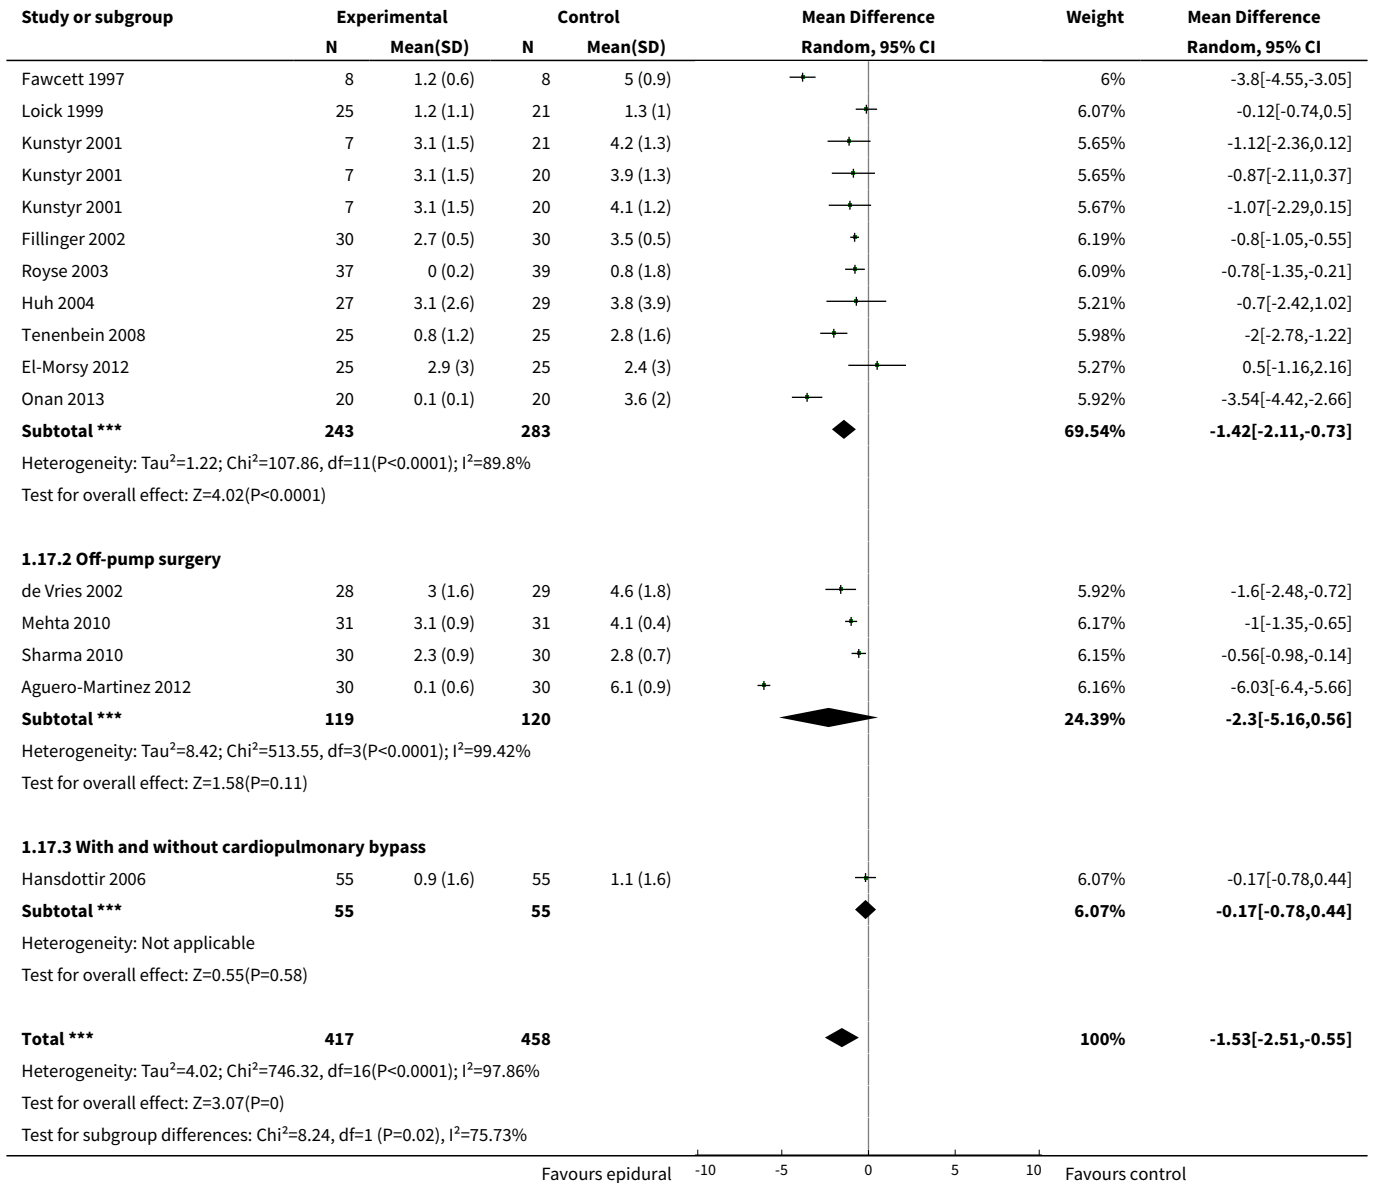 Study or subgroup Experimental Control Mean Difference Weight Mean Difference
N Mean(SD) N Mean(SD) Random, 95% CI Random, 95% CI
Fawcett 1997 8 1.2 (0.6) 8 5 (0.9) 6% -3.8[-4.55,-3.05]
Loick 1999 25 1.2 (1.1) 21 1.3 (1) 6.07% -0.12[-0.74,0.5]
Kunstyr 2001 7 3.1 (1.5) 21 4.2 (1.3) 5.65% -1.12[-2.36,0.12]
Kunstyr 2001 7 3.1 (1.5) 20 3.9 (1.3) 5.65% -0.87[-2.11,0.37]
Kunstyr 2001 7 3.1 (1.5) 20 4.1 (1.2) 5.67% -1.07[-2.29,0.15]
Fillinger 2002 30 2.7 (0.5) 30 3.5 (0.5) 6.19% -0.8[-1.05,-0.55]
Royse 2003 37 0 (0.2) 39 0.8 (1.8) 6.09% -0.78[-1.35,-0.21]
Huh 2004 27 3.1 (2.6) 29 3.8 (3.9) 5.21% -0.7[-2.42,1.02]
Tenenbein 2008 25 0.8 (1.2) 25 2.8 (1.6) 5.98% -2[-2.78,-1.22]
El-Morsy 2012 25 2.9 (3) 25 2.4 (3) 5.27% 0.5[-1.16,2.16]
Onan 2013 20 0.1 (0.1) 20 3.6 (2) 5.92% -3.54[-4.42,-2.66]
Subtotal *** 243 283 69.54% -1.42[-2.11,-0.73]
Heterogeneity: Tau²=1.22; Chi²=107.86, df=11(P<0.0001); I²=89.8%
Test for overall effect: Z=4.02(P<0.0001)
1.17.2 Off-pump surgery
de Vries 2002 28 3 (1.6) 29 4.6 (1.8) 5.92% -1.6[-2.48,-0.72]
Mehta 2010 31 3.1 (0.9) 31 4.1 (0.4) 6.17% -1[-1.35,-0.65]
Sharma 2010 30 2.3 (0.9) 30 2.8 (0.7) 6.15% -0.56[-0.98,-0.14]
Aguero-Martinez 2012 30 0.1 (0.6) 30 6.1 (0.9) 6.16% -6.03[-6.4,-5.66]
Subtotal *** 119 120 24.39% -2.3[-5.16,0.56]
Heterogeneity: Tau²=8.42; Chi²=513.55, df=3(P<0.0001); I²=99.42%
Test for overall effect: Z=1.58(P=0.11)
1.17.3 With and without cardiopulmonary bypass
Hansdottir 2006 55 0.9 (1.6) 55 1.1 (1.6) 6.07% -0.17[-0.78,0.44]
Subtotal *** 55 55 6.07% -0.17[-0.78,0.44]
Heterogeneity: Not applicable
Test for overall effect: Z=0.55(P=0.58)
Total *** 417 458 100% -1.53[-2.51,-0.55]
Heterogeneity: Tau²=4.02; Chi²=746.32, df=16(P<0.0001); I²=97.86%
Test for overall effect: Z=3.07(P=0)
Test for subgroup differences: Chi²=8.24, df=1 (P=0.02), I²=75.73%
Favours epidural -10 -5 0 5 10 Favours control